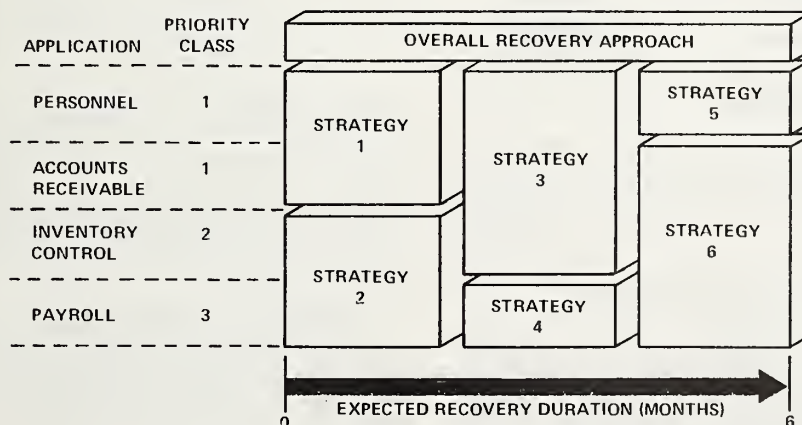 APPLICATION
PRIORITY
CLASS
OVERALL RECOVERY APPROACH
PERSONNEL
1
ACCOUNTS
RECEIVABLE
1
INVENTORY
CONTROL
2
PAYROLL
3
STRATEGY
1
STRATEGY
2
STRATEGY
3
STRATEGY
4
STRATEGY
5
STRATEGY
6
EXPECTED RECOVERY DURATION (MONTHS)
0
6